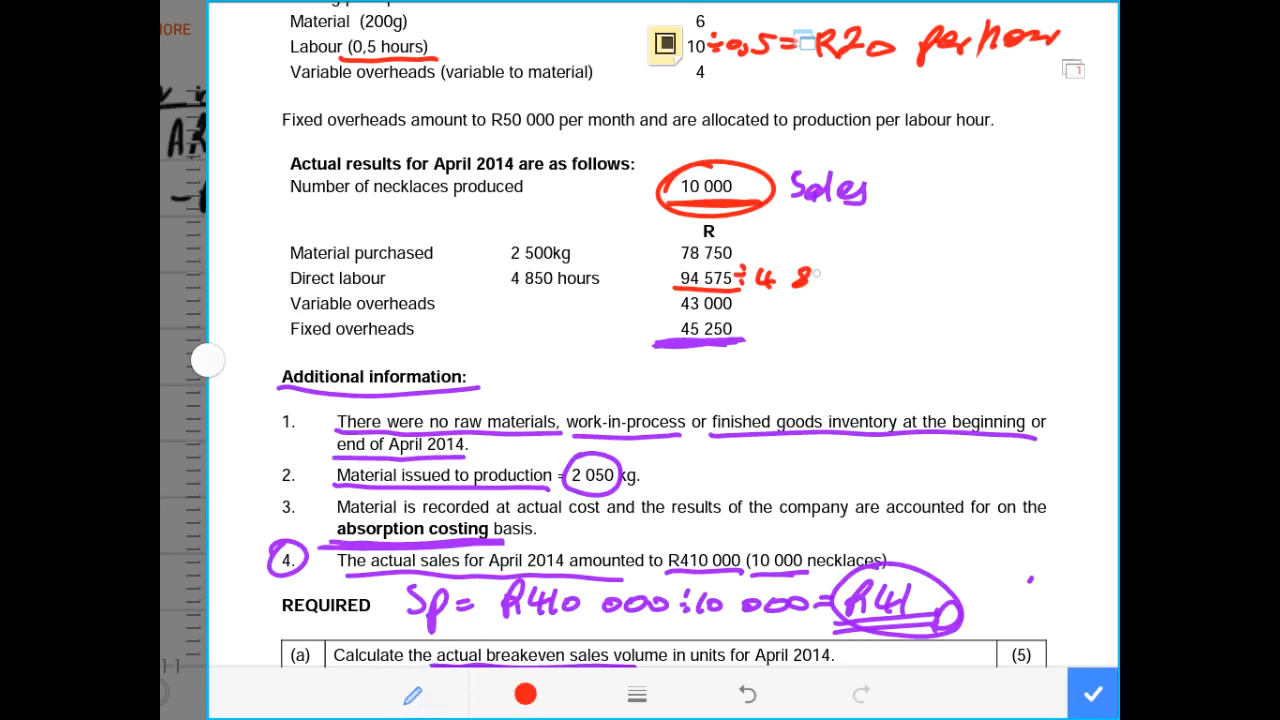 ORE
Material (200g) 6
Labour (0,5 hours) 10 ÷0,5 = R20 per hour
Variable overheads (variable to material) 4
1
Fixed overheads amount to R50 000 per month and are allocated to production per labour hour.
Actual results for April 2014 are as follows:
Number of necklaces produced 10 000 Sales
R
Material purchased 2 500kg 78 750
Direct labour 4 850 hours 94 575 ÷4 8
Variable overheads 43 000
Fixed overheads 45 250
Additional information:
1. There were no raw materials, work-in-process or finished goods inventory at the beginning or
end of April 2014.
2. Material issued to production = 2 050 kg.
3. Material is recorded at actual cost and the results of the company are accounted for on the
absorption costing basis.
4. The actual sales for April 2014 amounted to R410 000 (10 000 necklaces)
REQUIRED SP = R410 000 ÷10 000 = R41
(a) Calculate the actual breakeven sales volume in units for April 2014. (5)